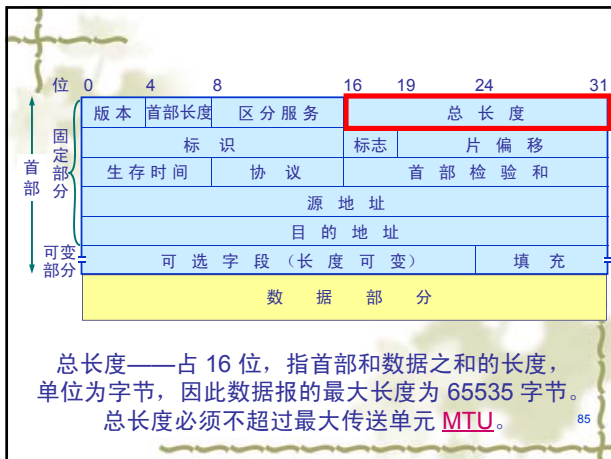 位 0 4 8 16 19 24 31
版 本 首部长度 区 分 服 务 总 长 度
标 识 标志 片 偏 移
生 存 时 间 协 议 首 部 检 验 和
源 地 址
目 的 地 址
可 选 字 段 （长 度 可 变） 填 充
数 据 部 分
首部
固定部分
可变
部分
总长度——占 16 位，指首部和数据之和的长度，
单位为字节，因此数据报的最大长度为 65535 字节。
总长度必须不超过最大传送单元 MTU。
85